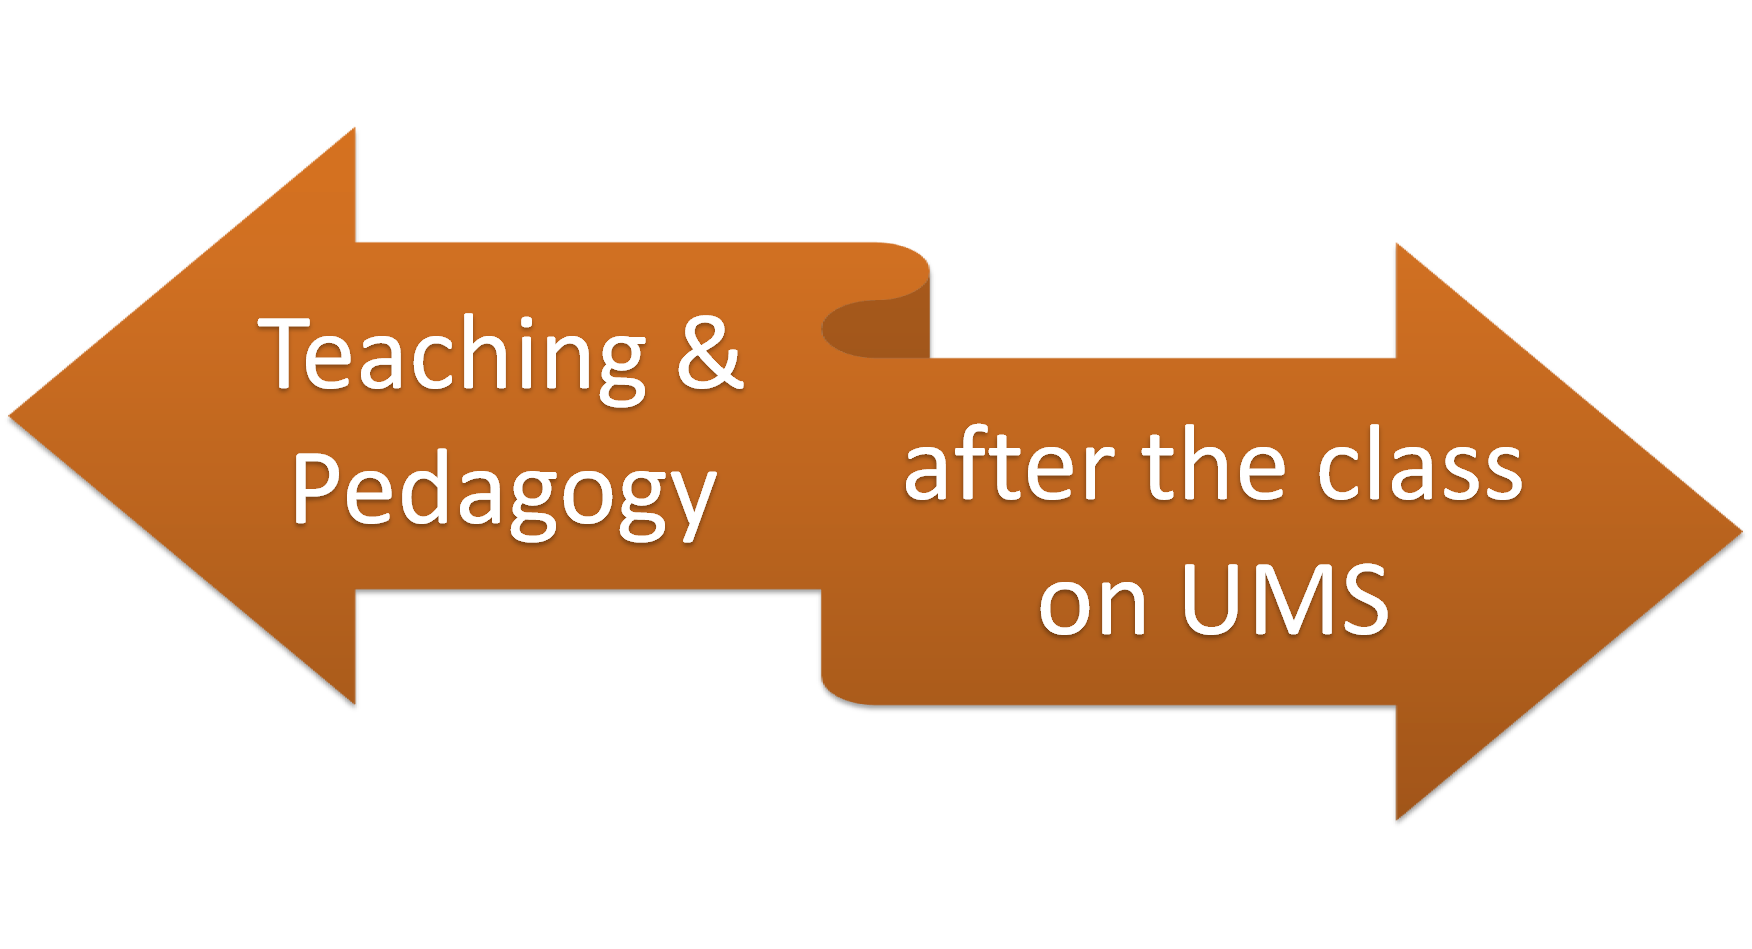 Teaching &
Pedagogy
after the class
on UMS